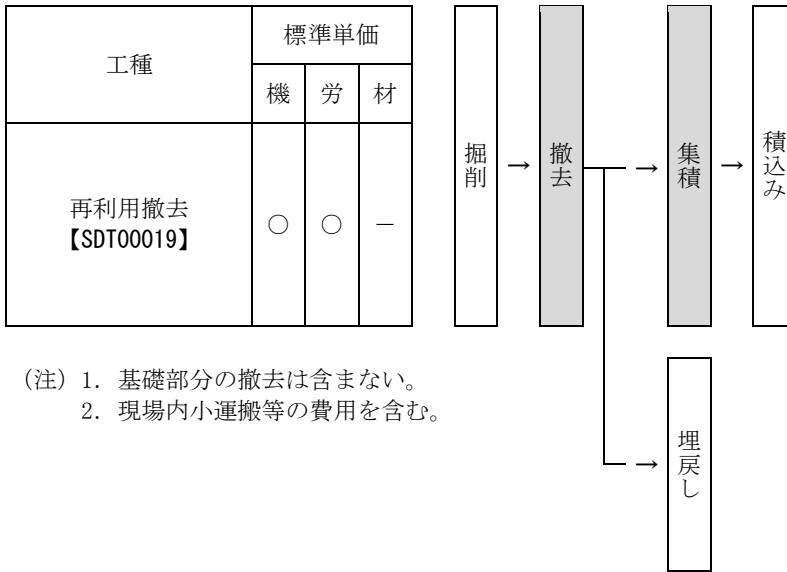 工種
標準単価
機 労 材
再利用撤去
【SDT00019】
○ ○ －
掘削
→
撤去
→
集積
→
積込み
→
埋戻し
（注）1．基礎部分の撤去は含まない。
2．現場内小運搬等の費用を含む。